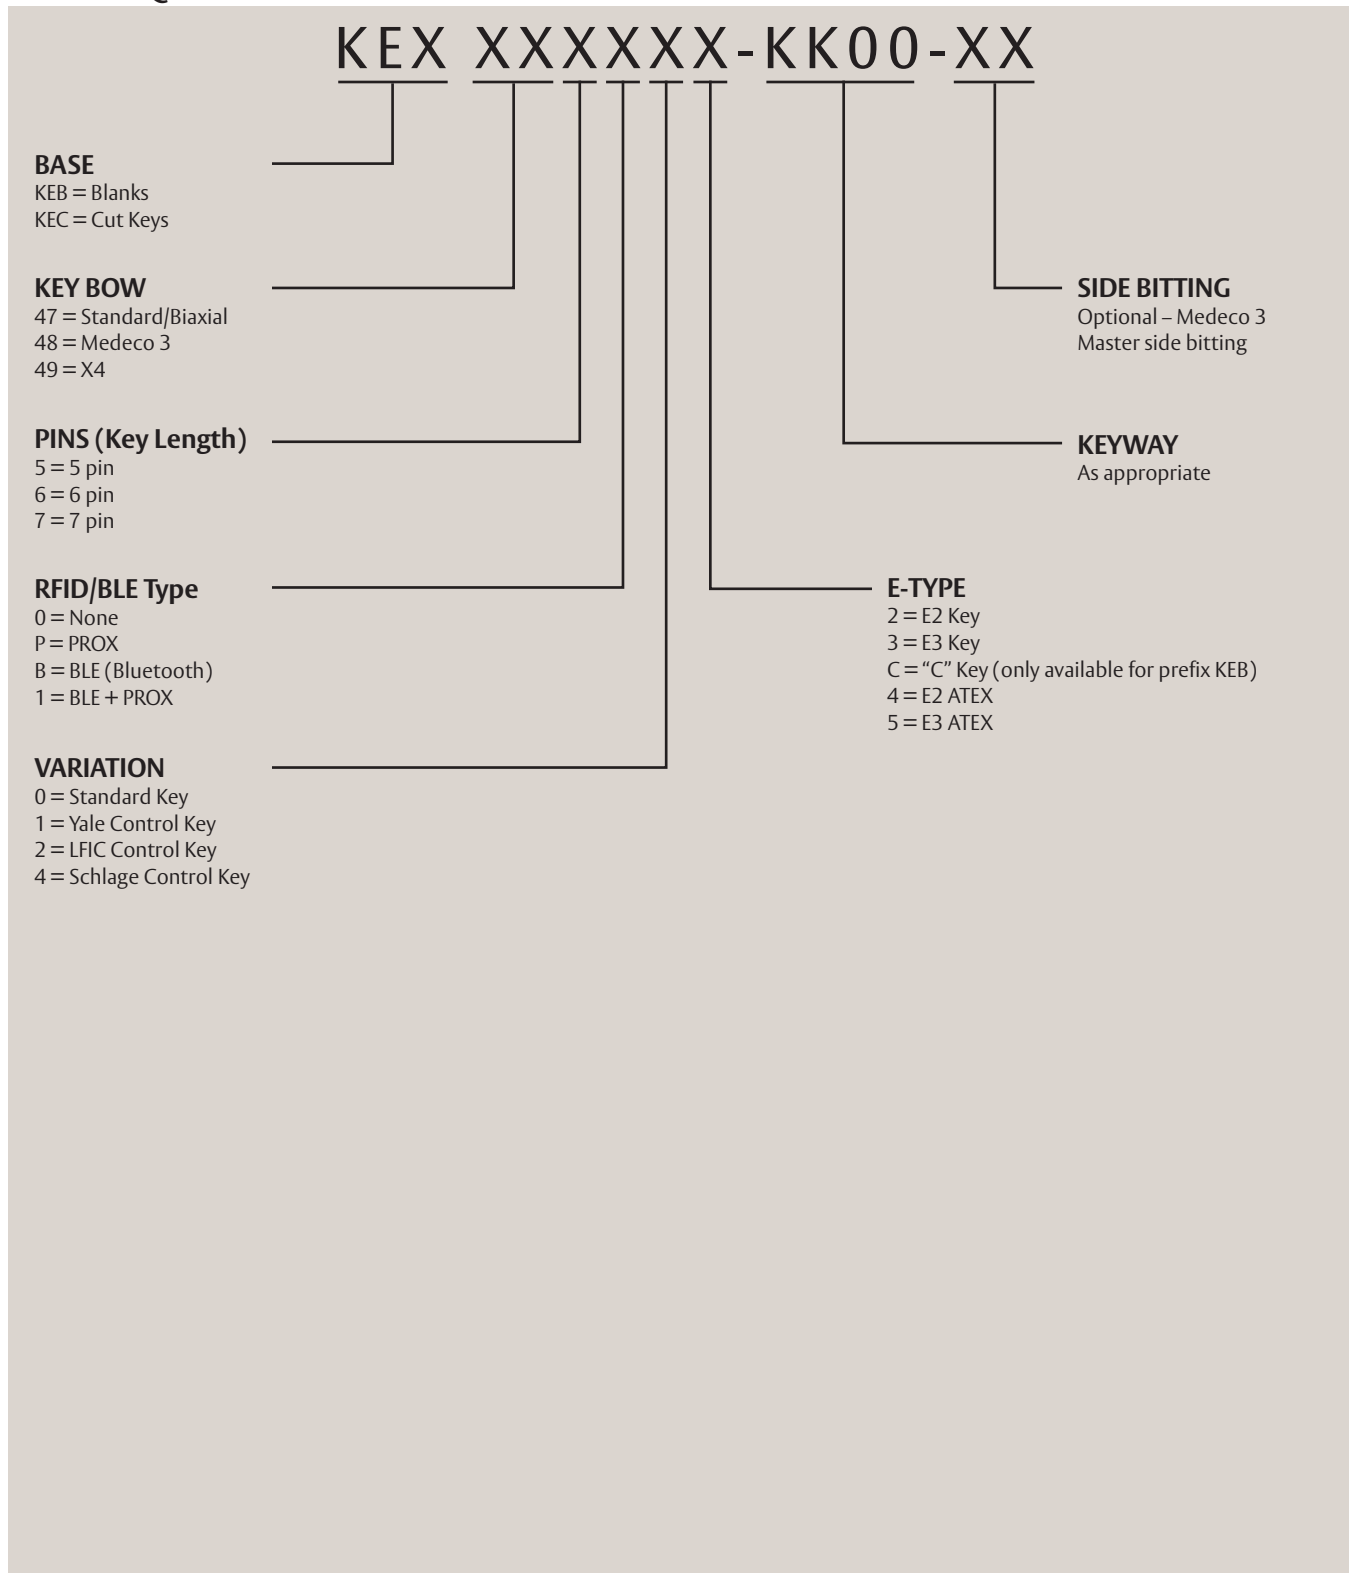 KEX XXXXXX-KK00-XX
BASE
KEB = Blanks
KEC = Cut Keys
KEY BOW
47 = Standard/Biaxial
48 = Medeco 3
49 = X4
PINS (Key Length)
5 = 5 pin
6 = 6 pin
7 = 7 pin
RFID/BLE Type
0 = None
P = PROX
B = BLE (Bluetooth)
1 = BLE + PROX
VARIATION
0 = Standard Key
1 = Yale Control Key
2 = LFIC Control Key
4 = Schlage Control Key
SIDE BITTING
Optional – Medeco 3
Master side bitting
KEYWAY
As appropriate
E-TYPE
2 = E2 Key
3 = E3 Key
C = “C” Key (only available for prefix KEB)
4 = E2 ATEX
5 = E3 ATEX